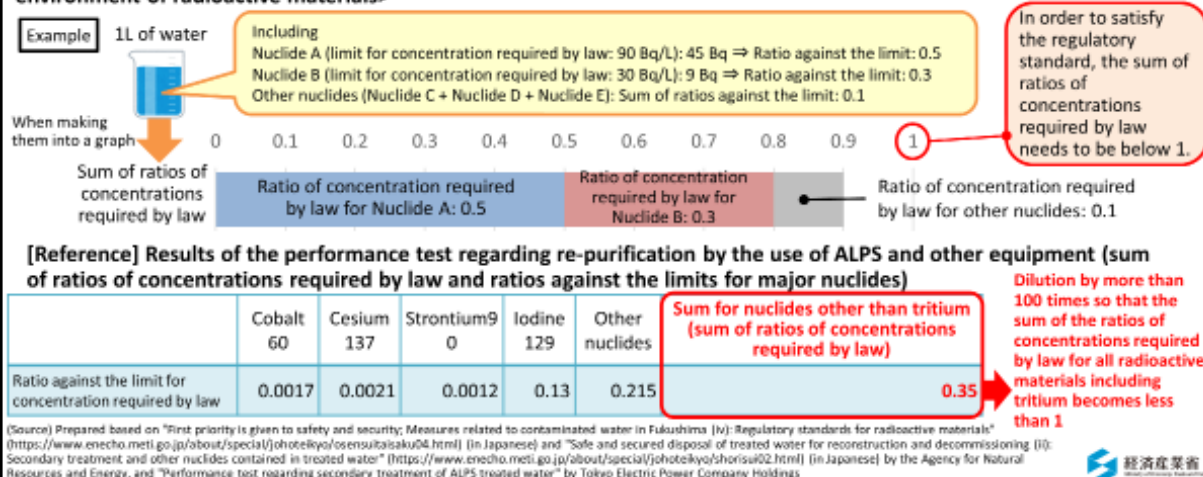 environment of radioactive materials>
Example
1L of water
Including
Nuclide A (limit for concentration required by law: 90 Bq/L): 45 Bq ⇒ Ratio against the limit: 0.5
Nuclide B (limit for concentration required by law: 30 Bq/L): 9 Bq ⇒ Ratio against the limit: 0.3
Other nuclides (Nuclide C + Nuclide D + Nuclide E): Sum of ratios against the limit: 0.1
In order to satisfy
the regulatory
standard, the sum of
ratios of
concentrations
required by law
needs to be below 1.
When making
them into a graph
0 0.1 0.2 0.3 0.4 0.5 0.6 0.7 0.8 0.9 1
Sum of ratios of
concentrations
required by law
Ratio of concentration required
by law for Nuclide A: 0.5
Ratio of concentration
required by law for
Nuclide B: 0.3
Ratio of concentration required
by law for other nuclides: 0.1
[Reference] Results of the performance test regarding re-purification by the use of ALPS and other equipment (sum
of ratios of concentrations required by law and ratios against the limits for major nuclides)
Cobalt
60
Cesium
137
Strontium9
0
Iodine
129
Other
nuclides
Sum for nuclides other than tritium
(sum of ratios of concentrations
required by law)
Ratio against the limit for
concentration required by law
0.0017 0.0021 0.0012 0.13 0.215 0.35
Dilution by more than
100 times so that the
sum of the ratios of
concentrations required
by law for all radioactive
materials including
tritium becomes less
than 1
(Source) Prepared based on "First priority is given to safety and security; Measures related to contaminated water in Fukushima (iv): Regulatory standards for radioactive materials"
(https://www.enecho.meti.go.jp/about/special/johoteikyo/osensuitaisaku04.html) (in Japanese) and "Safe and secured disposal of treated water for reconstruction and decommissioning (ii):
Secondary treatment and other nuclides contained in treated water" (https://www.enecho.meti.go.jp/about/special/johoteikyo/shorisui02.html) (in Japanese) by the Agency for Natural
Resources and Energy, and "Performance test regarding secondary treatment of ALPS treated water" by Tokyo Electric Power Company Holdings
経済産業省